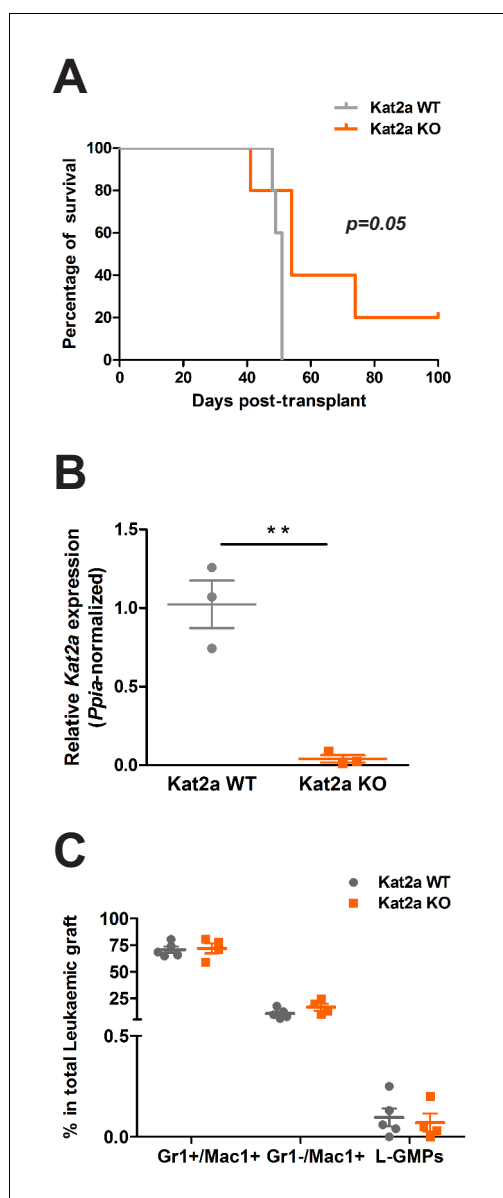 A
Kat2a WT
Kat2a KO
100
80
60
40
20
0
p=0.05
Percentage of survival
0 20 40 60 80 100
Days post-transplant
B
1.5
1.0
0.5
0.0
**
Relative Kat2a expression
(Ppia-normalized)
Kat2a WT Kat2a KO
C
Kat2a WT
Kat2a KO
100
75
50
25
0.5
0.0
% in total Leukaemic graft
Gr1+/Mac1+ Gr1-/Mac1+ L-GMPs